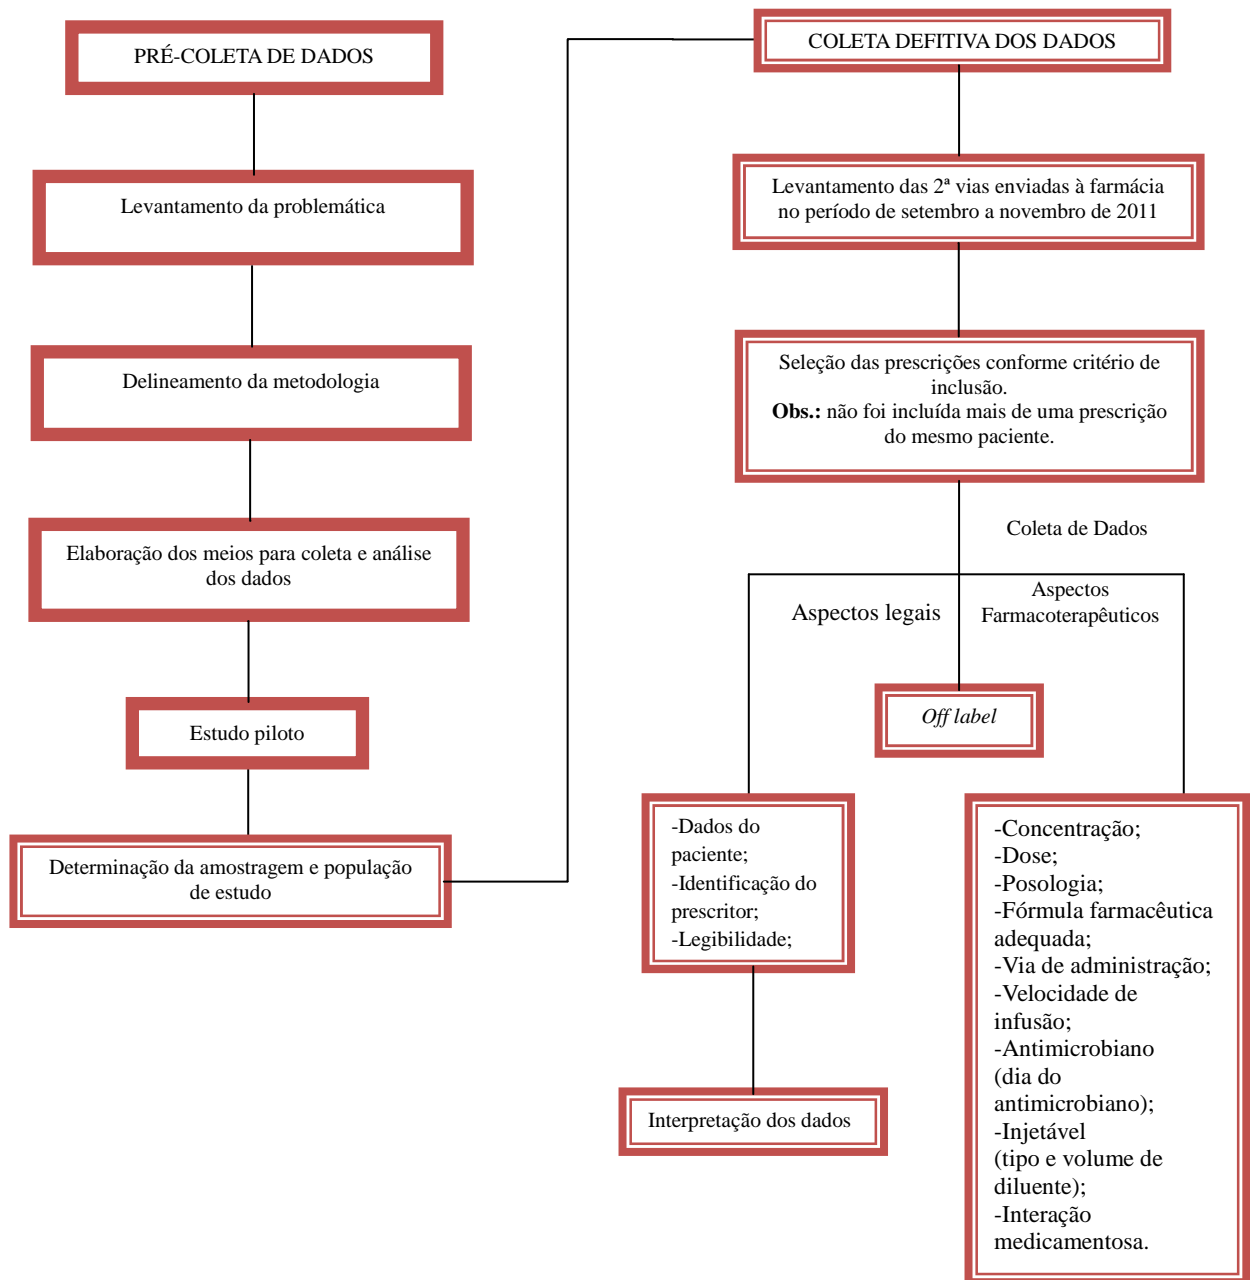 PRÉ-COLETA DE DADOS
Levantamento da problemática
Delineamento da metodologia
Elaboração dos meios para coleta e análise
dos dados
Estudo piloto
Determinação da amostragem e população
de estudo
COLETA DEFITIVA DOS DADOS
Levantamento das 2ª vias enviadas à farmácia
no período de setembro a novembro de 2011
Seleção das prescrições conforme critério de
inclusão.
Obs.: não foi incluída mais de uma prescrição
do mesmo paciente.
Coleta de Dados
Aspectos legais
Aspectos
Farmacoterapêuticos
Off label
-Dados do
paciente;
-Identificação do
prescritor;
-Legibilidade;
Interpretação dos dados
-Concentração;
-Dose;
-Posologia;
-Fórmula farmacêutica
adequada;
-Via de administração;
-Velocidade de
infusão;
-Antimicrobiano
(dia do
antimicrobiano);
-Injetável
(tipo e volume de
diluente);
-Interação
medicamentosa.